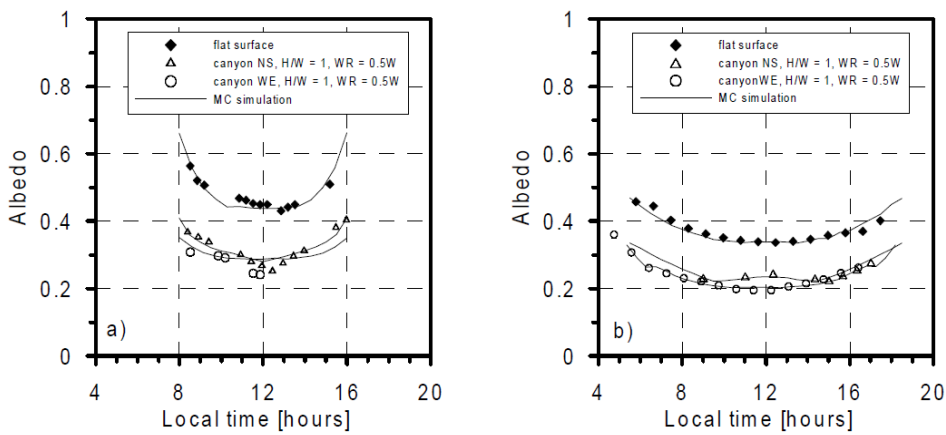 1
0.8
0.6
0.4
0.2
0
Albedo
flat surface
canyon NS, H/W = 1, WR = 0.5W
canyon WE, H/W = 1, WR = 0.5W
MC simulation
a)
4 8 12 16 20
Local time [hours]
1
0.8
0.6
0.4
0.2
0
Albedo
flat surface
canyon NS, H/W = 1, WR = 0.5W
canyonWE, H/W = 1, WR = 0.5W
MC simulation
b)
4 8 12 16 20
Local time [hours]